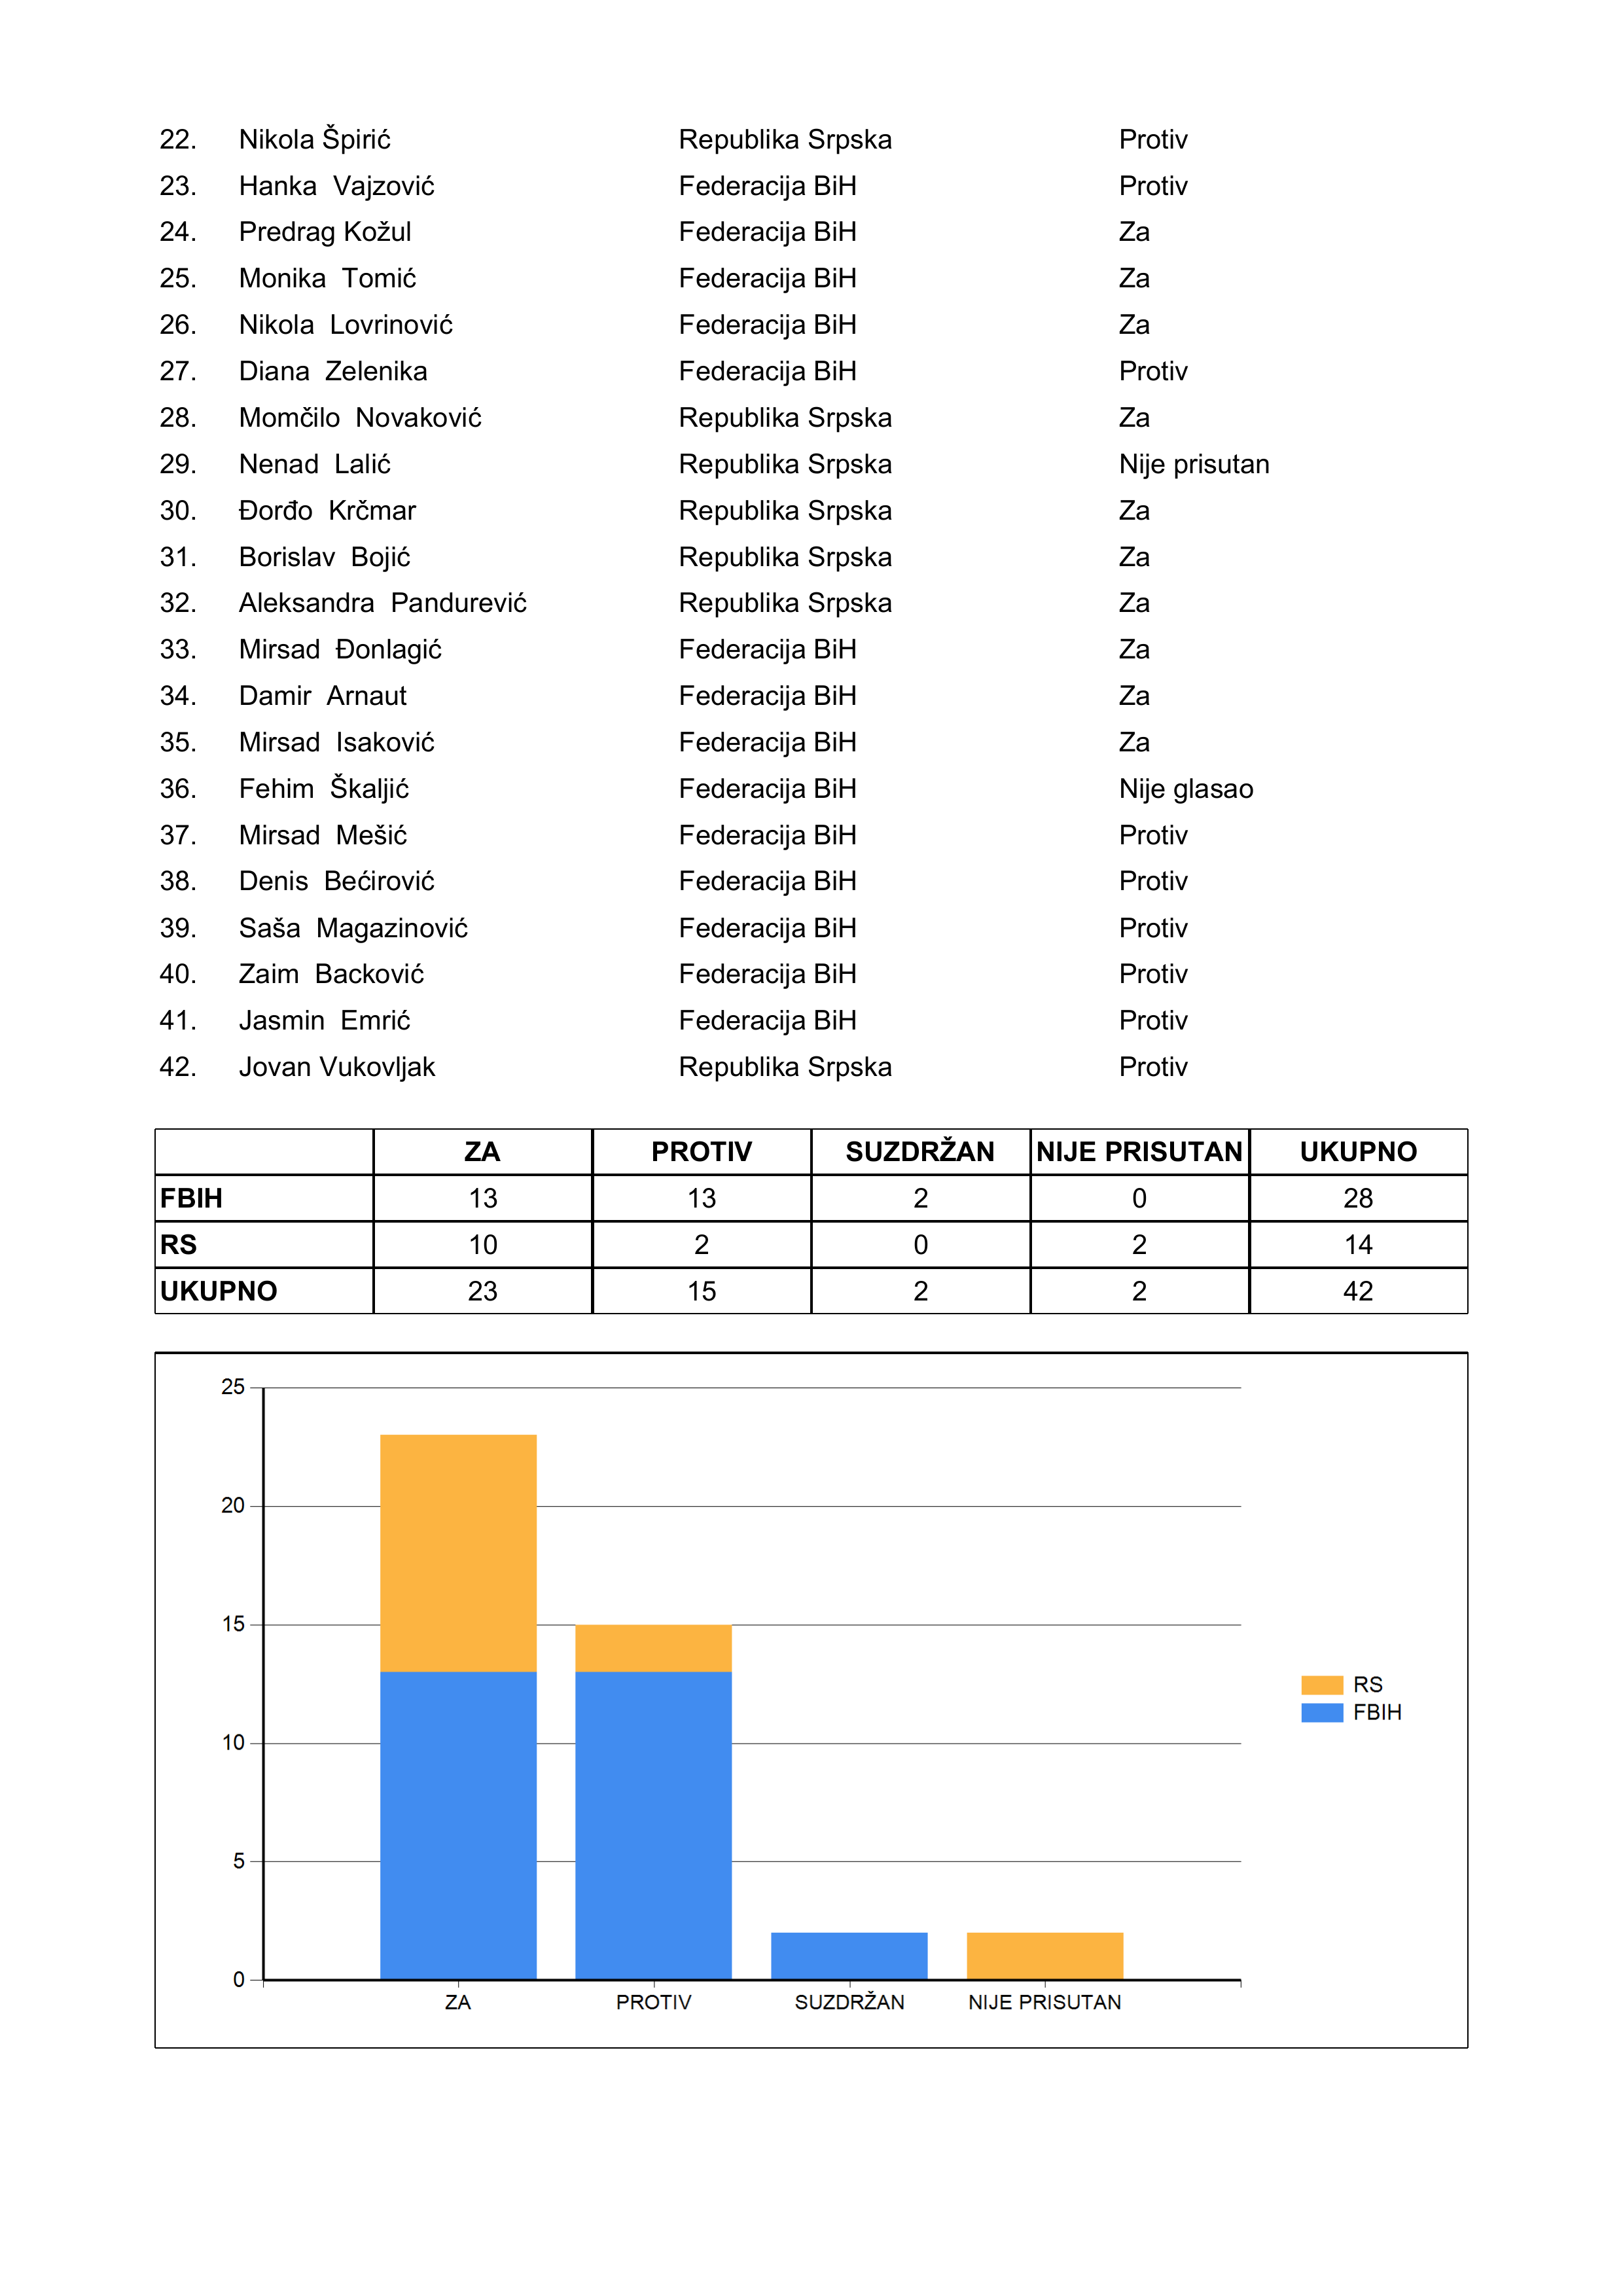 22. Nikola Špirić Republika Srpska Protiv
23. Hanka Vajzović Federacija BiH Protiv
24. Predrag Kožul Federacija BiH Za
25. Monika Tomić Federacija BiH Za
26. Nikola Lovrinović Federacija BiH Za
27. Diana Zelenika Federacija BiH Protiv
28. Momčilo Novaković Republika Srpska Za
29. Nenad Lalić Republika Srpska Nije prisutan
30. Đorđo Krčmar Republika Srpska Za
31. Borislav Bojić Republika Srpska Za
32. Aleksandra Pandurević Republika Srpska Za
33. Mirsad Đonlagić Federacija BiH Za
34. Damir Arnaut Federacija BiH Za
35. Mirsad Isaković Federacija BiH Za
36. Fehim Škaljić Federacija BiH Nije glasao
37. Mirsad Mešić Federacija BiH Protiv
38. Denis Bećirović Federacija BiH Protiv
39. Saša Magazinović Federacija BiH Protiv
40. Zaim Backović Federacija BiH Protiv
41. Jasmin Emrić Federacija BiH Protiv
42. Jovan Vukovljak Republika Srpska Protiv
ZA PROTIV SUZDRŽAN NIJE PRISUTAN UKUPNO
FBIH 13 13 2 0 28
RS 10 2 0 2 14
UKUPNO 23 15 2 2 42
25
20
15
10
5
0
ZA PROTIV SUZDRŽAN NIJE PRISUTAN
RS
FBIH